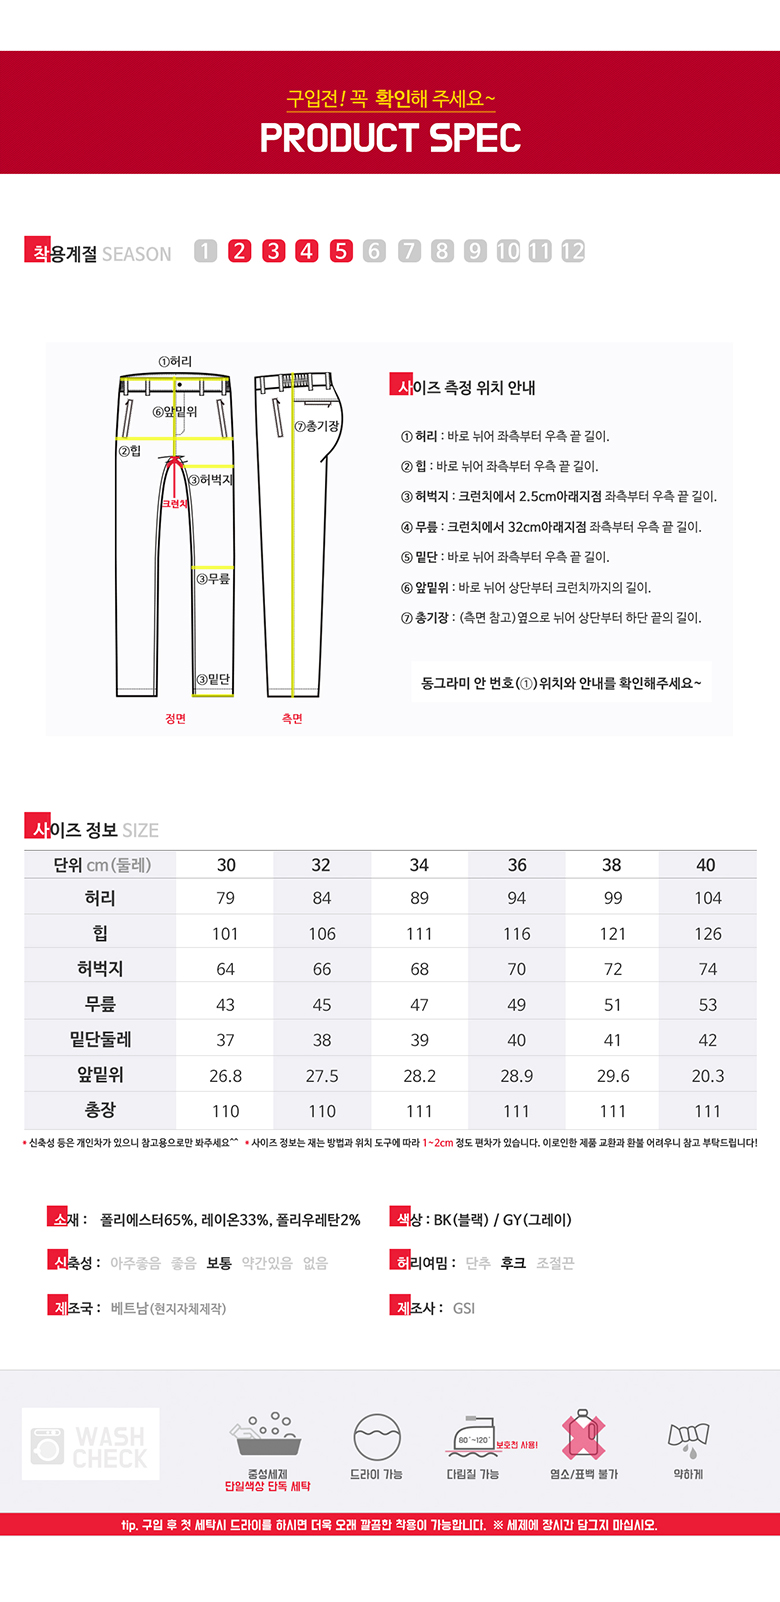 구입전! 꼭 확인해 주세요~
PRODUCT SPEC
착용계절 SEASON 1 2 3 4 5 6 7 8 9 10 11 12
①허리
⑥앞밑위
②힙
③허벅지
크런치
③무릎
③밑단
정면
⑦총기장
측면
사이즈 측정 위치 안내
① 허리 : 바로 뉘어 좌측부터 우측 끝 길이.
② 힙 : 바로 뉘어 좌측부터 우측 끝 길이.
③ 허벅지 : 크런치에서 2.5cm아래지점 좌측부터 우측 끝 길이.
④ 무릎 : 크런치에서 32cm아래지점 좌측부터 우측 끝 길이.
⑤ 밑단 : 바로 뉘어 좌측부터 우측 끝 길이.
⑥ 앞밑위 : 바로 뉘어 상단부터 크런치까지의 길이.
⑦ 총기장 : (측면 참고)옆으로 뉘어 상단부터 하단 끝의 길이.
동그라미 안 번호(①)위치와 안내를 확인해주세요~
사이즈 정보 SIZE
단위 cm(둘레) 30 32 34 36 38 40
허리 79 84 89 94 99 104
힙 101 106 111 116 121 126
허벅지 64 66 68 70 72 74
무릎 43 45 47 49 51 53
밑단둘레 37 38 39 40 41 42
앞밑위 26.8 27.5 28.2 28.9 29.6 20.3
총장 110 110 111 111 111 111
* 신축성 등은 개인차가 있으니 참고용으로만 봐주세요^^ * 사이즈 정보는 재는 방법과 위치 도구에 따라 1~2cm 정도 편차가 있습니다. 이로인한 제품 교환과 환불 어려우니 참고 부탁드립니다!
소재 : 폴리에스터65%, 레이온33%, 폴리우레탄2%
색상 : BK(블랙) / GY(그레이)
신축성 : 아주좋음 좋음 보통 약간있음 없음
허리여밈 : 단추 후크 조절끈
제조국 : 베트남(현지자체제작)
제조사 : GSI
WASH
CHECK
중성세제
단일색상 단독 세탁
드라이 가능
80˚~120˚
보호천 사용!
다림질 가능
염소/표백 불가
약하게
tip. 구입 후 첫 세탁시 드라이를 하시면 더욱 오래 깔끔한 착용이 가능합니다. ※ 세제에 장시간 담그지 마십시오.